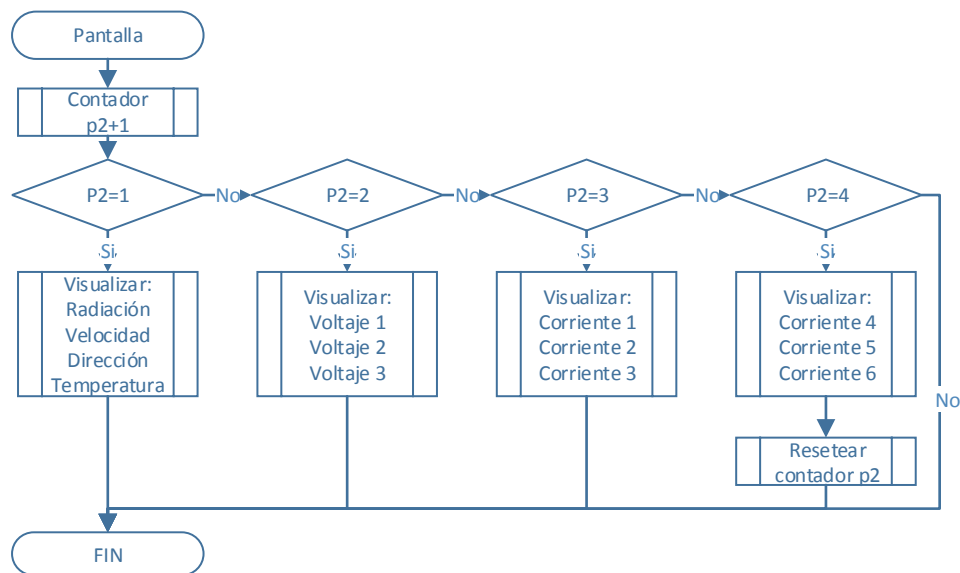 Pantalla
Contador
p2+1
P2=1
No
P2=2
No
P2=3
No
P2=4
Si
Si
Si
Si
Visualizar:
Radiación
Velocidad
Dirección
Temperatura
Visualizar:
Voltaje 1
Voltaje 2
Voltaje 3
Visualizar:
Corriente 1
Corriente 2
Corriente 3
Visualizar:
Corriente 4
Corriente 5
Corriente 6
No
Resetear
contador p2
FIN